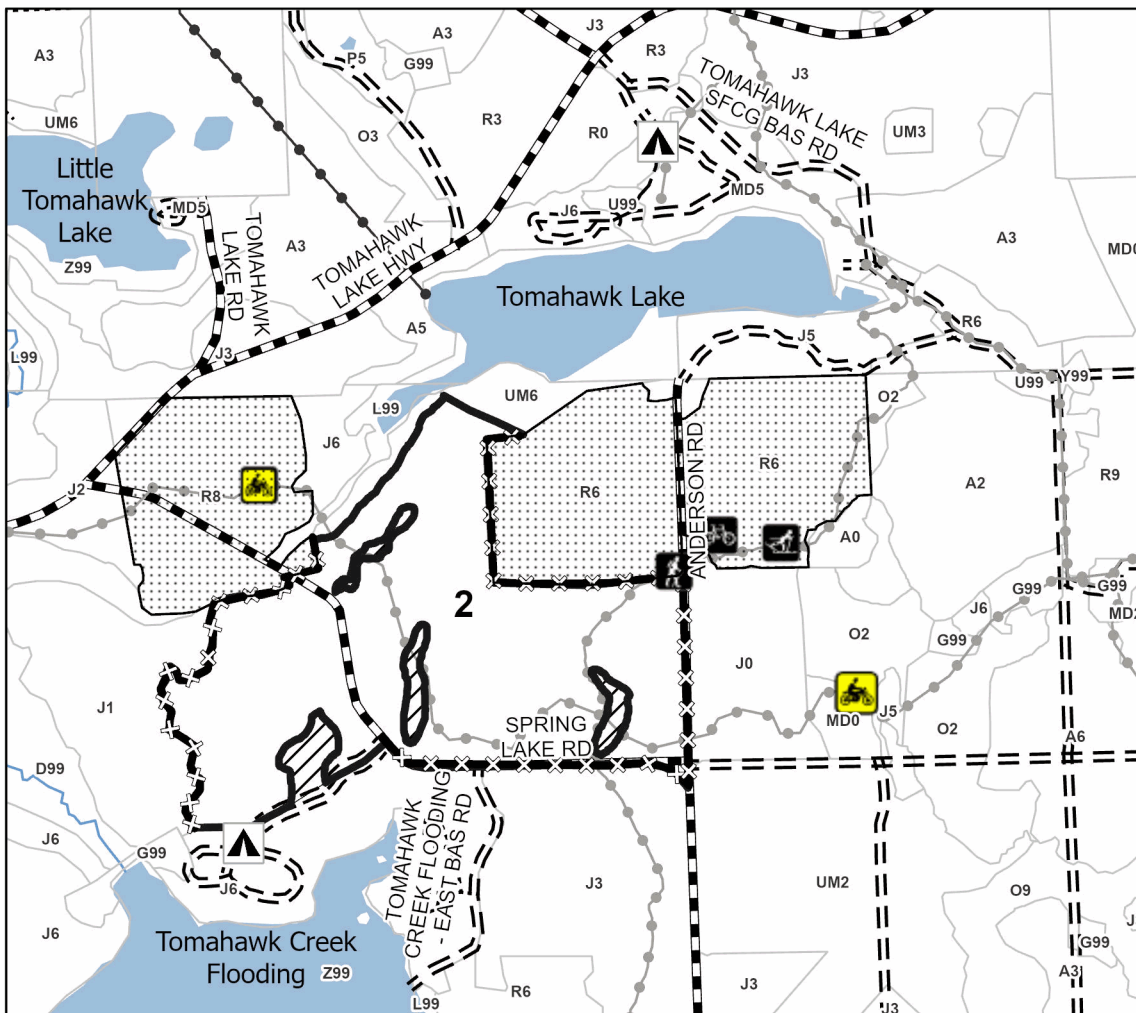 A3
P5
A3
G99
J3
R3
J3
UM6
O3
R3
R0
TOMAHAWK LAKE
SFCG BAS RD
UM3
Little
Tomahawk
Lake
MD5
J6
U99
MD5
Z99
TOMAHAWK
LAKE RD
A3
TOMAHAWK
LAKE HWY
A3
MD0
Tomahawk Lake
L99
J3
A5
J5
R6
U99
Y99
L99
UM6
O2
J6
J2
R8
R6
ANDERSON RD
R6
A2
R9
A0
2
G99
G99
J6
MD2
G99
J1
J0
O2
MD0
J5
O2
A6
SPRING
LAKE RD
D99
J6
G99
J6
J6
TOMAHAWK
CREEK FLOODING
- EAST BAS RD
J3
UM2
O9
J
G99
A3
Tomahawk Creek
Flooding
Z99
L99
R6
J3
J3